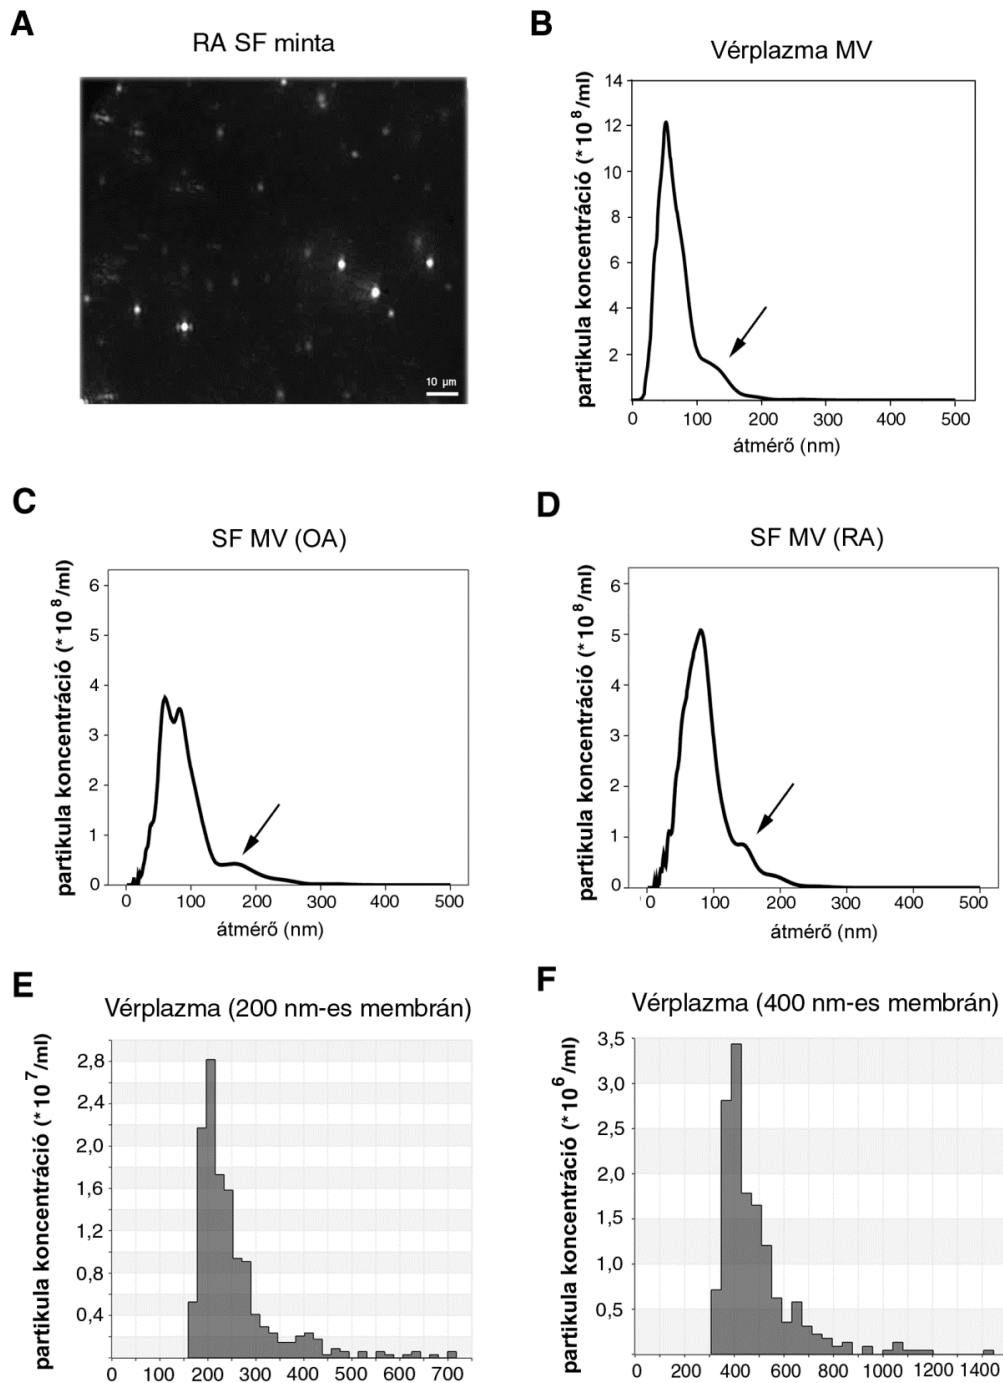 A
RA SF minta
10 µm
B
Vérplazma MV
partikula koncentráció (*10⁸/ml)
14
12
10
8
6
4
2
0 100 200 300 400 500
átmérő (nm)
C
SF MV (OA)
partikula koncentráció (*10⁸/ml)
6
5
4
3
2
1
0
0 100 200 300 400 500
átmérő (nm)
D
SF MV (RA)
partikula koncentráció (*10⁸/ml)
6
5
4
3
2
1
0
0 100 200 300 400 500
átmérő (nm)
E
Vérplazma (200 nm-es membrán)
partikula koncentráció (*10⁷/ml)
2,8
2,4
2,0
1,6
1,2
0,8
0,4
0 100 200 300 400 500 600 700
F
Vérplazma (400 nm-es membrán)
partikula koncentráció (*10⁶/ml)
3,5
3,0
2,5
2,0
1,5
1,0
0,5
0 200 400 600 800 1000 1200 1400